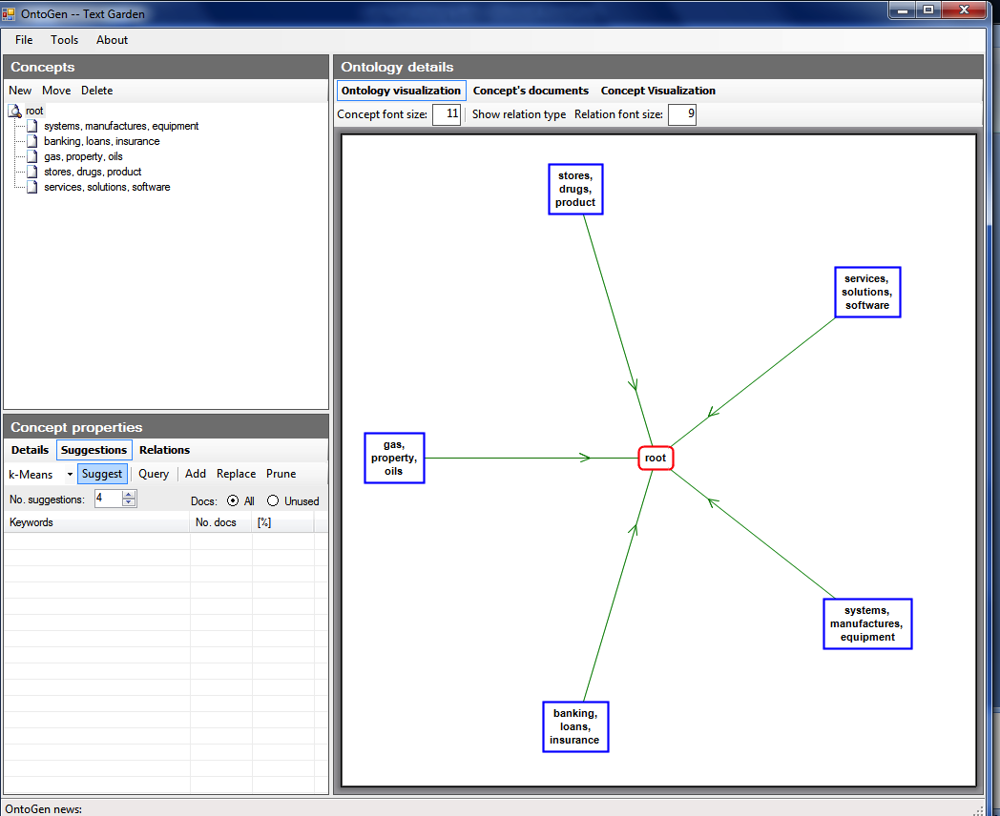 OntoGen -- Text Garden
File Tools About
Concepts
New Move Delete
root
systems, manufactures, equipment
banking, loans, insurance
gas, property, oils
stores, drugs, product
services, solutions, software
Concept properties
Details Suggestions Relations
k-Means Suggest Query Add Replace Prune
No. suggestions: 4 Docs: All Unused
Keywords No. docs [%]
Ontology details
Ontology visualization Concept's documents Concept Visualization
Concept font size: 11 Show relation type Relation font size: 9
stores,
drugs,
product
services,
solutions,
software
gas,
property,
oils
root
systems,
manufactures,
equipment
banking,
loans,
insurance
OntoGen news: